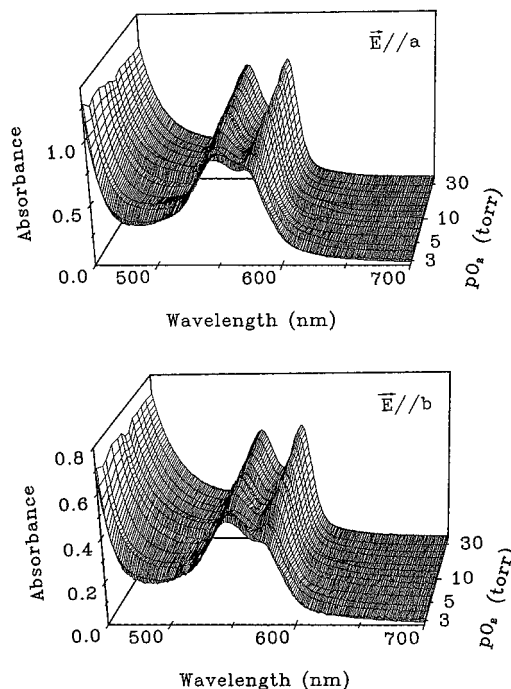 E//a
Absorbance
1.0
0.5
0.0
500
600
700
30
10
5
3
pO₂ (torr)
Wavelength (nm)
E//b
Absorbance
0.8
0.6
0.4
0.2
0.0
500
600
700
30
10
5
3
pO₂ (torr)
Wavelength (nm)